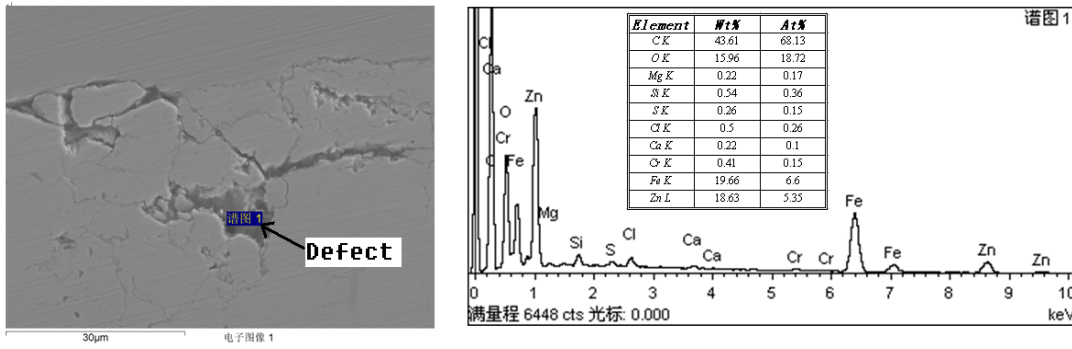 谱图 1
Defect
30μm
电子图像 1
谱图 1
Element Wt% At%
C K 43.61 68.13
O K 15.96 18.72
Mg K 0.22 0.17
Si K 0.54 0.36
S K 0.26 0.15
Cl K 0.5 0.26
Ca K 0.22 0.1
Cr K 0.41 0.15
Fe K 19.66 6.6
Zn L 18.63 5.35
Cl
Ca
O
Zn
Cr
C
Fe
Mg
Si
S
Cl
Ca
Ca
Cr
Cr
Fe
Fe
Zn
Zn
0 1 2 3 4 5 6 7 8 9 10
满量程 6448 cts 光标: 0.000
keV